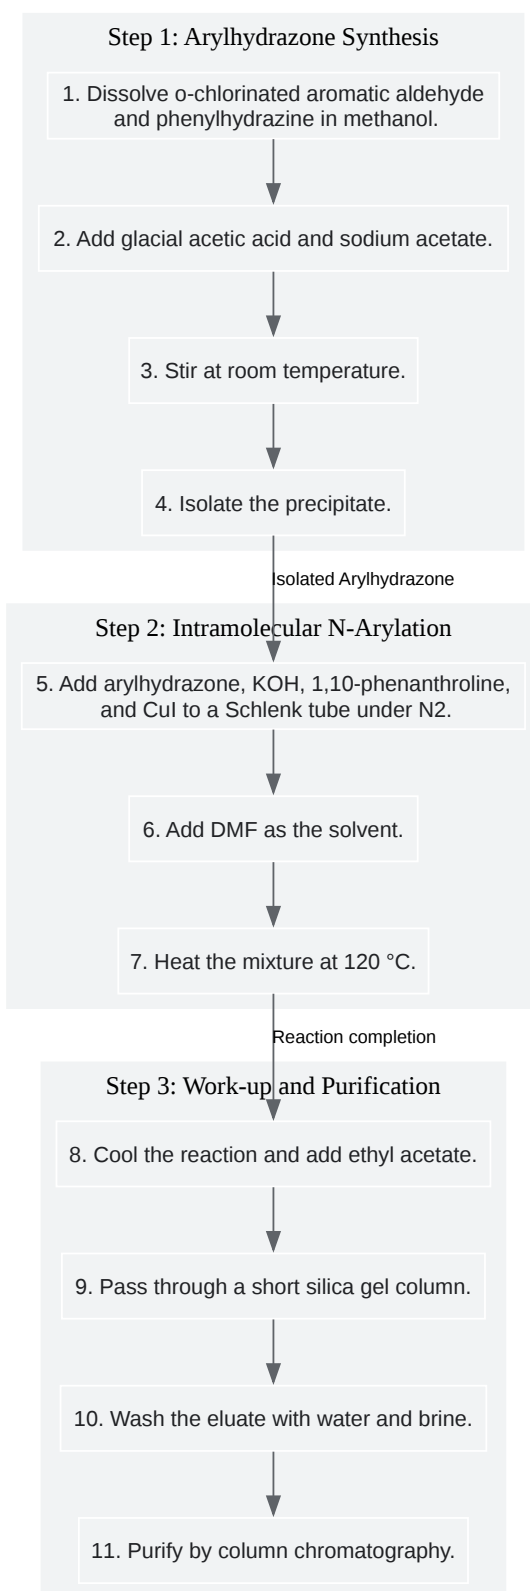 Step 1: Arylhydrazone Synthesis
1. Dissolve o-chlorinated aromatic aldehyde
and phenylhydrazine in methanol.
2. Add glacial acetic acid and sodium acetate.
3. Stir at room temperature.
4. Isolate the precipitate.
Isolated Arylhydrazone
Step 2: Intramolecular N-Arylation
5. Add arylhydrazone, KOH, 1,10-phenanthroline,
and CuI to a Schlenk tube under N2.
6. Add DMF as the solvent.
7. Heat the mixture at 120 °C.
Reaction completion
Step 3: Work-up and Purification
8. Cool the reaction and add ethyl acetate.
9. Pass through a short silica gel column.
10. Wash the eluate with water and brine.
11. Purify by column chromatography.